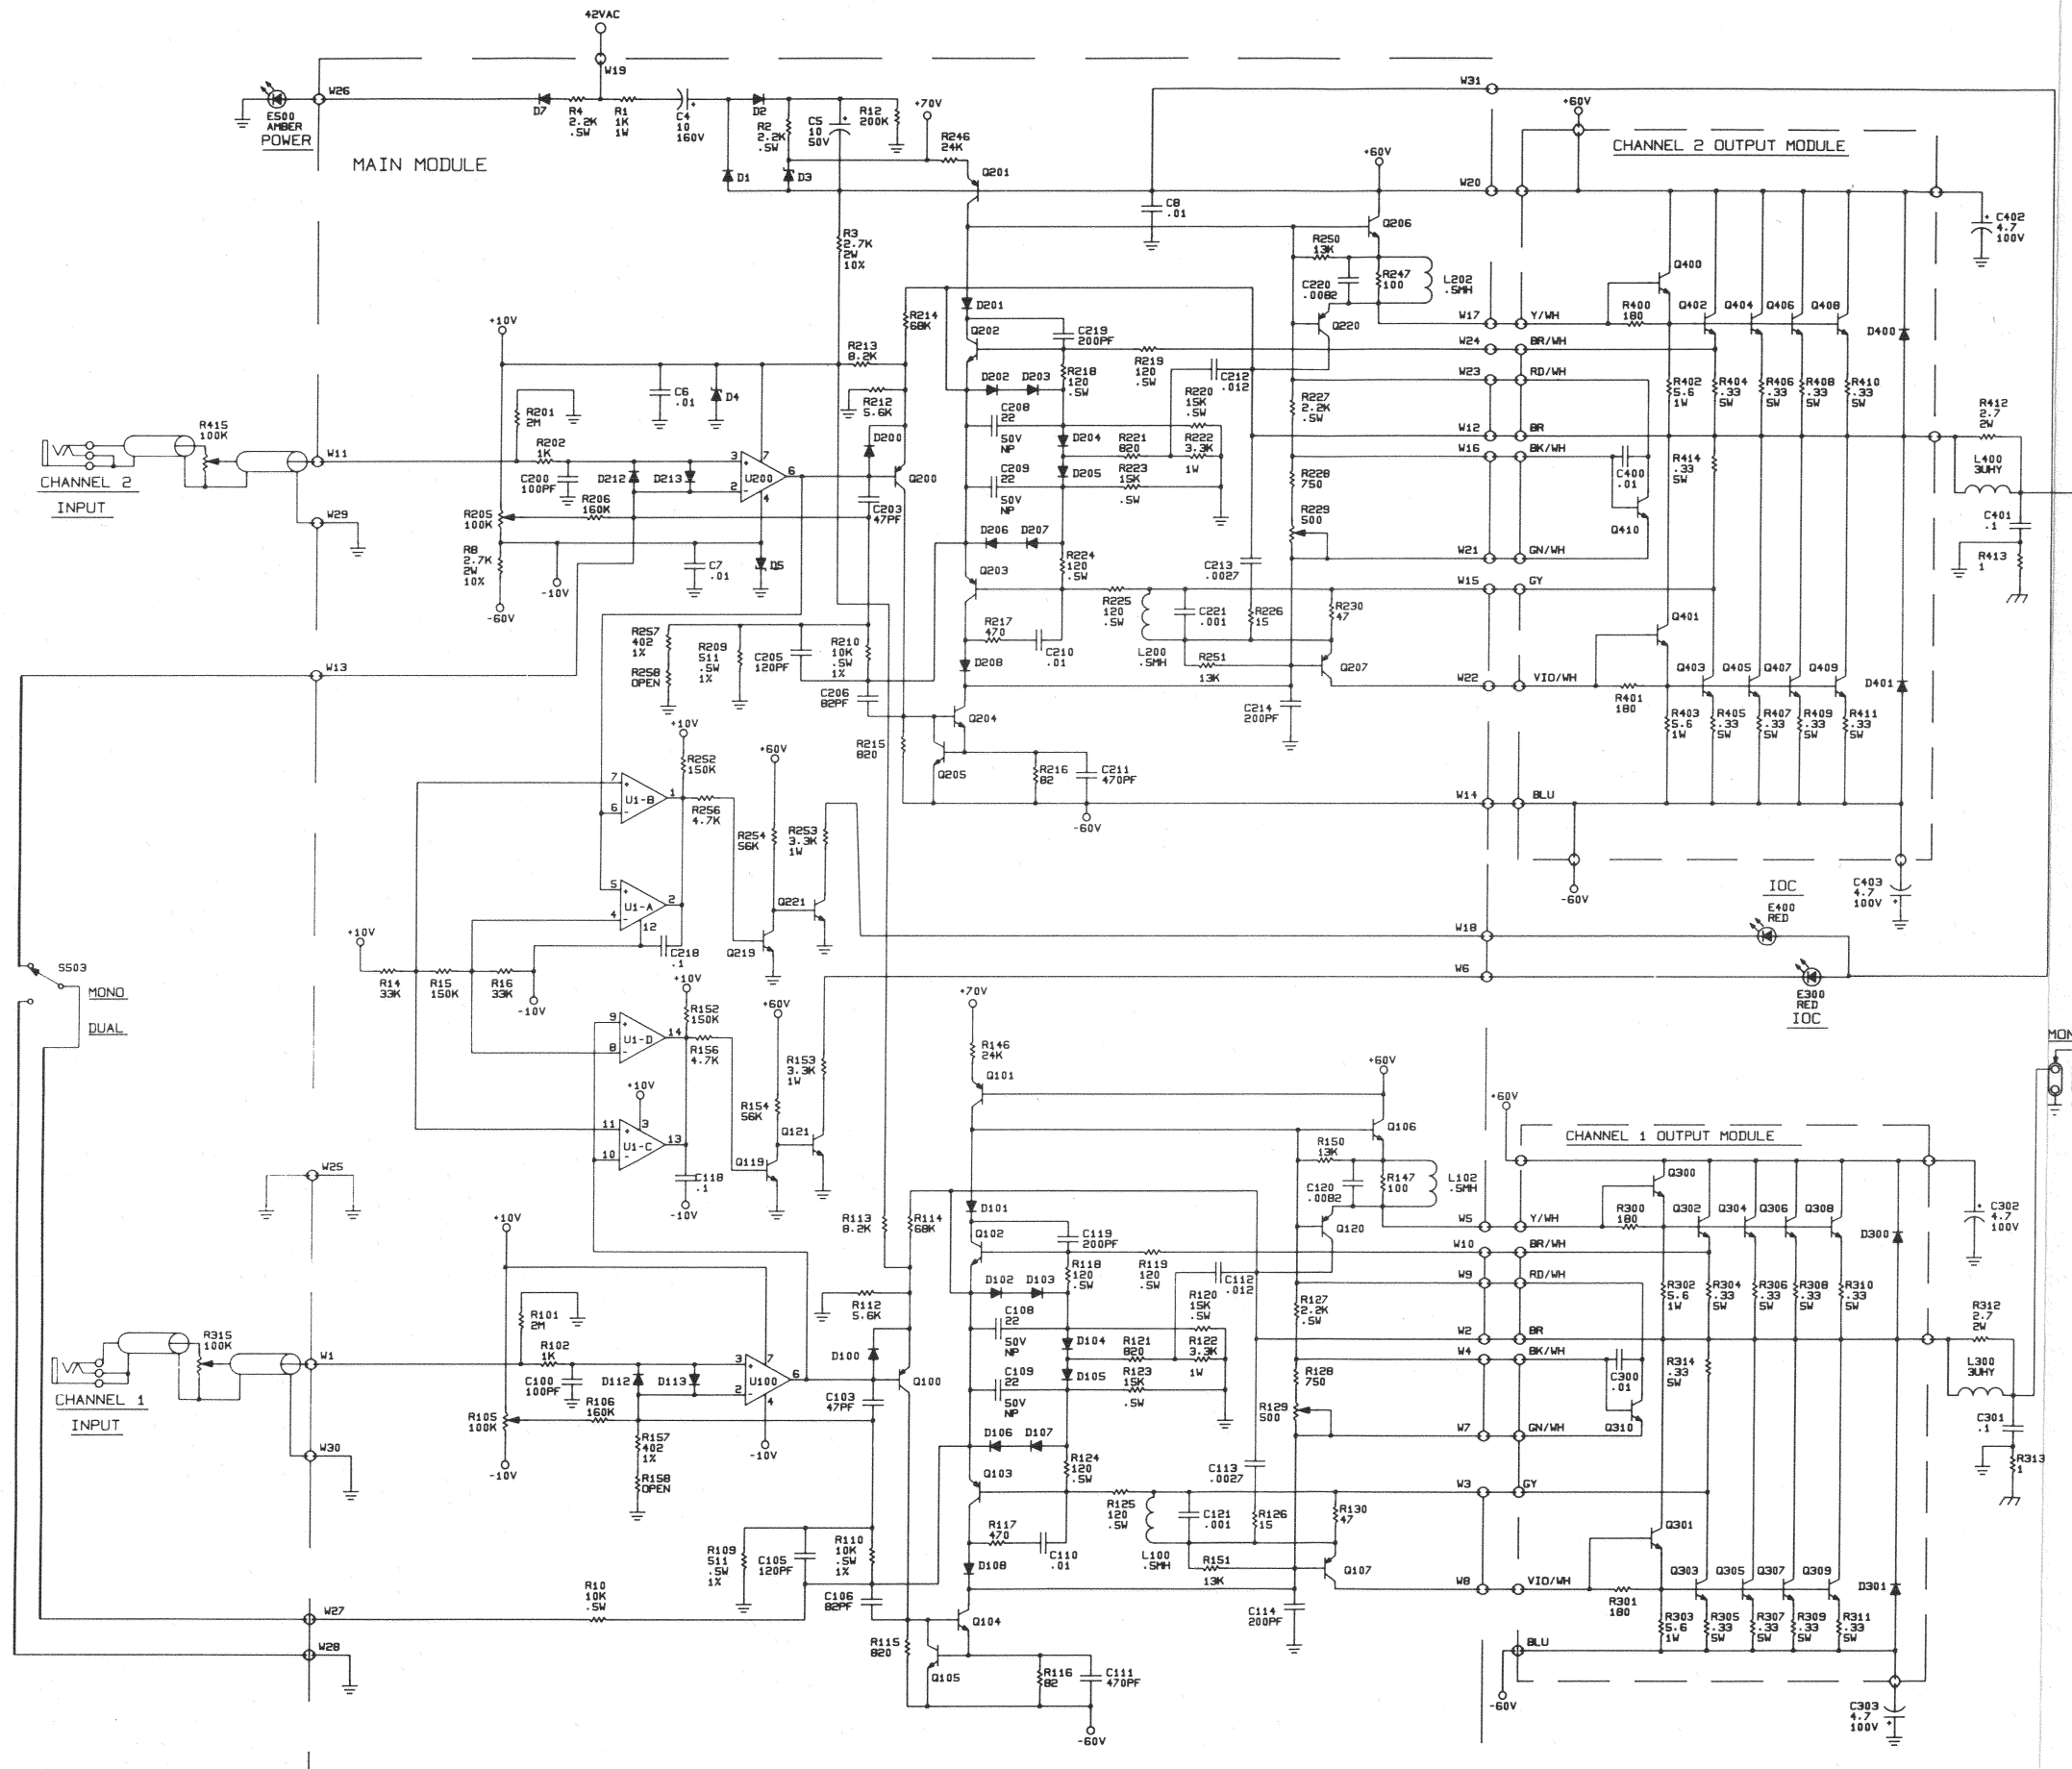 42VAC
W19
W26
E500
AMBER
POWER
D7
R4
2.2K
.5W
R1
1K
1W
C4
10
160V
D2
R2
2.2K
.5W
C5
10
50V
R12
200K
+70V
R246
24K
MAIN MODULE
D1
D3
Q201
W31
+60V
CHANNEL 2 OUTPUT MODULE
+60V
W20
C8
.01
Q206
C402
4.7
100V
R3
2.7K
2W
10%
R250
13K
C220
.0082
R247
100
L202
.5MH
Q400
D201
Q220
W17
Y/WH
R400
180
Q402
Q404
Q406
Q408
D400
+10V
R214
68K
Q202
C219
200PF
R213
8.2K
W24
BR/WH
R219
120
.5W
C212
.012
D202
D203
R218
120
.5W
W23
RD/WH
C6
.01
D4
R212
5.6K
R220
15K
.5W
R227
2.2K
.5W
R402
5.6
1W
R404
.33
5W
R406
.33
5W
R408
.33
5W
R410
.33
5W
R412
2.7
2W
R415
100K
R201
2M
C208
22
50V
NP
D204
R221
820
R222
3.3K
1W
W12
BR
D200
R202
1K
W11
CHANNEL 2
INPUT
C200
100PF
D212
D213
3
7
U200
6
2
4
Q200
C209
22
50V
NP
D205
R223
15K
.5W
R228
750
W16
BK/WH
C400
.01
R414
.33
5W
L400
3UHY
R206
160K
C203
47PF
R205
100K
R229
500
Q410
C401
.1
W29
D206
D207
R8
2.7K
2W
10%
C7
.01
D5
-10V
R224
120
.5W
W21
GN/WH
R413
1
Q203
C213
.0027
W15
GY
-60V
R225
120
.5W
C221
.001
R226
15
R230
47
R257
402
1%
R209
511
.5W
1%
C205
120PF
R210
10K
.5W
1%
R217
470
C210
.01
L200
.5MH
Q401
R258
OPEN
D208
R251
13K
Q207
W13
Q403
Q405
Q407
Q409
D401
C206
82PF
W22
VIO/WH
R401
180
Q204
C214
200PF
R403
5.6
1W
R405
.33
5W
R407
.33
5W
R409
.33
5W
R411
.33
5W
+10V
+60V
R215
820
R252
150K
Q205
R216
82
C211
470PF
7
6
U1-B
1
R256
4.7K
W14
BLU
-60V
R254
56K
R253
3.3K
1W
IOC
5
4
U1-A
2
12
Q221
E400
RED
-60V
C403
4.7
100V
+10V
Q219
W18
C218
.1
S503
R14
33K
R15
150K
R16
33K
-10V
W6
MONO
DUAL
+10V
+60V
+70V
E300
RED
IOC
9
8
U1-D
14
R152
150K
R156
4.7K
R153
3.3K
1W
R146
24K
MON
+60V
+10V
Q101
R154
56K
+60V
3
11
10
U1-C
13
Q121
Q106
CHANNEL 1 OUTPUT MODULE
Q119
R150
13K
W25
C118
.1
-10V
C120
.0082
R147
100
L102
.5MH
Q300
+10V
D101
R113
8.2K
R114
68K
Q120
W5
Y/WH
R300
180
Q302
Q304
Q306
Q308
D300
C302
4.7
100V
Q102
C119
200PF
W10
BR/WH
R118
120
.5W
R119
120
.5W
C112
.012
W9
RD/WH
D102
D103
R101
2M
R112
5.6K
C108
22
50V
NP
R120
15K
.5W
R127
2.2K
.5W
R302
5.6
1W
R304
.33
5W
R306
.33
5W
R308
.33
5W
R310
.33
5W
R312
2.7
2W
R315
100K
R102
1K
D104
R121
820
R122
3.3K
1W
W2
BR
W1
D100
3
7
U100
6
2
4
C100
100PF
D112
D113
Q100
C109
22
50V
NP
D105
R123
15K
.5W
R128
750
W4
BK/WH
C300
.01
R314
.33
5W
L300
3UHY
CHANNEL 1
INPUT
R106
160K
C103
47PF
R105
100K
R129
500
Q310
C301
.1
R157
402
1%
D106
D107
W7
GN/WH
W30
-10V
-10V
R124
120
.5W
R313
1
R158
OPEN
Q103
C113
.0027
W3
GY
R125
120
.5W
C121
.001
R126
15
R130
47
R109
511
.5W
1%
C105
120PF
R110
10K
.5W
1%
R117
470
C110
.01
L100
.5MH
Q301
D108
R151
13K
Q107
Q303
Q305
Q307
Q309
D301
R10
10K
.5W
C106
82PF
W8
VIO/WH
R301
180
W27
Q104
C114
200PF
R303
5.6
1W
R305
.33
5W
R307
.33
5W
R309
.33
5W
R311
.33
5W
W28
R115
820
BLU
Q105
R116
82
C111
470PF
-60V
-60V
C303
4.7
100V